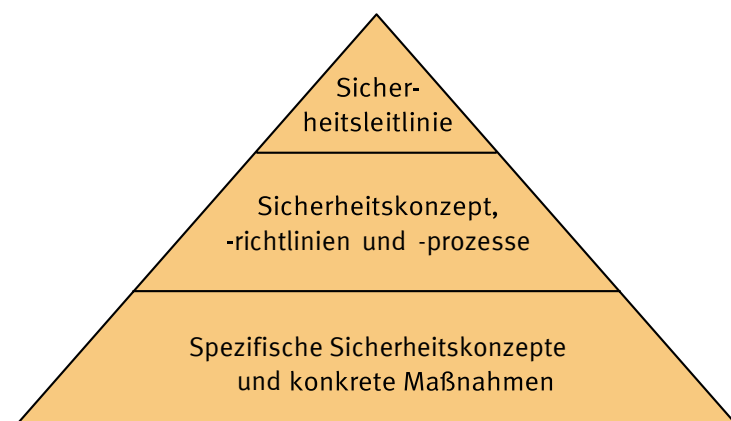 Sicher-
heitsleitlinie
Sicherheitskonzept,
-richtlinien und -prozesse
Spezifische Sicherheitskonzepte
und konkrete Maßnahmen